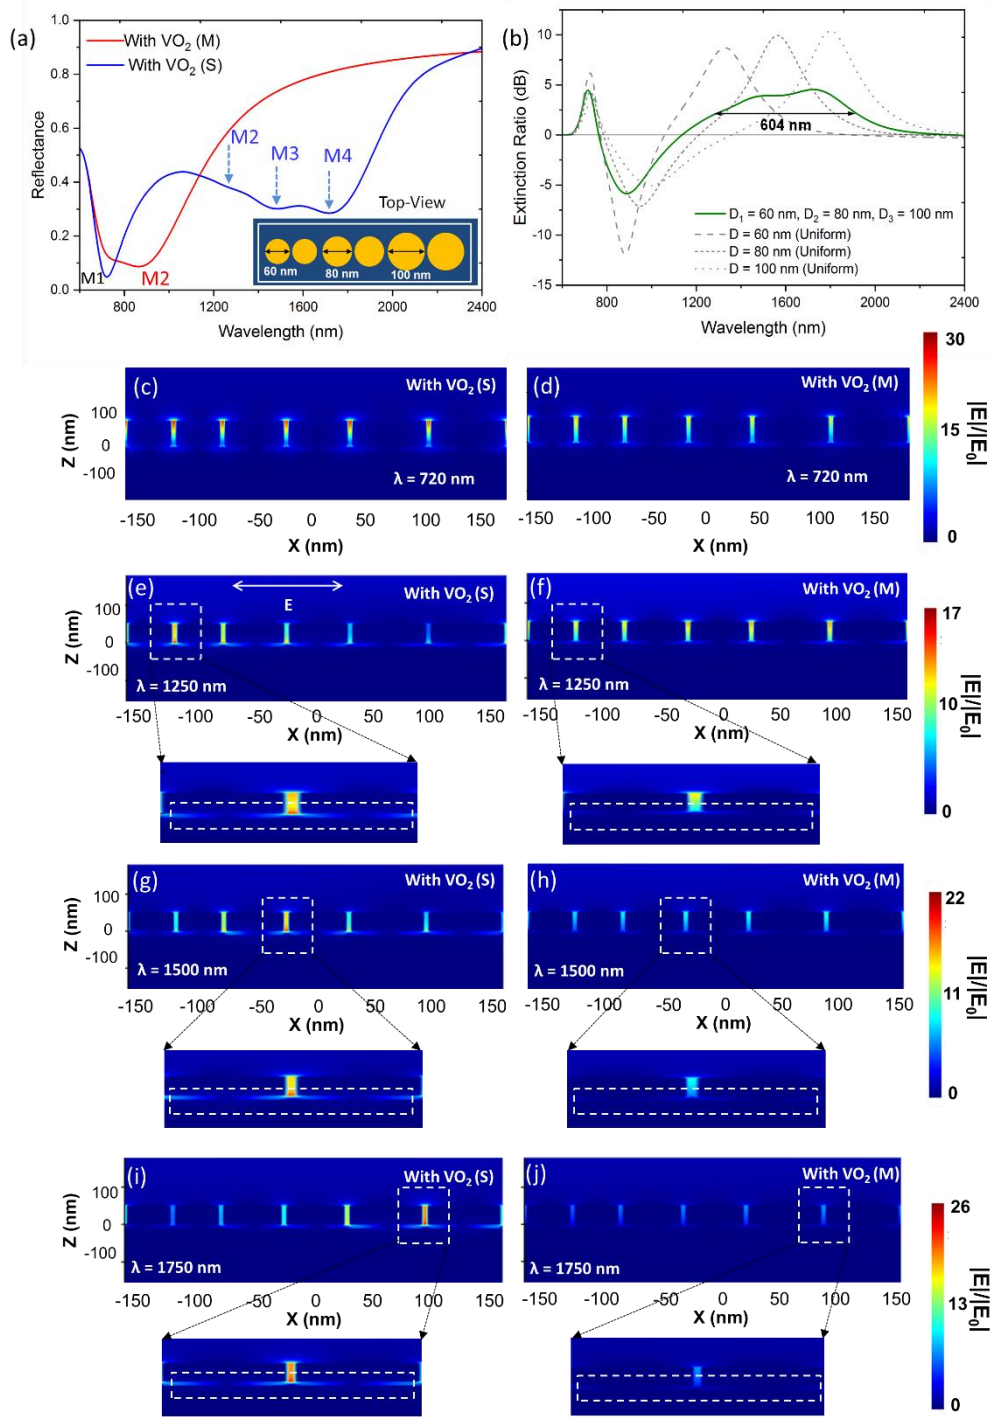 (a)
With VO2 (M)
With VO2 (S)
M2
M3
M4
Top-View
60 nm
80 nm
100 nm
M1
M2
Reflectance
1.0
0.8
0.6
0.4
0.2
0.0
800 1200 1600 2000 2400
Wavelength (nm)
(b)
Extinction Ratio (dB)
10
5
0
-5
-10
-15
604 nm
D1 = 60 nm, D2 = 80 nm, D3 = 100 nm
D = 60 nm (Uniform)
D = 80 nm (Uniform)
D = 100 nm (Uniform)
800 1200 1600 2000 2400
Wavelength (nm)
(c)
With VO2 (S)
λ = 720 nm
Z (nm)
100
0
-100
-150 -100 -50 0 50 100 150
X (nm)
(d)
With VO2 (M)
λ = 720 nm
-150 -100 -50 0 50 100 150
X (nm)
30
15
0
|E|/|E0|
(e)
E
With VO2 (S)
λ = 1250 nm
Z (nm)
100
0
-100
-150 -100 -50 0 50 100 150
X (nm)
(f)
With VO2 (M)
λ = 1250 nm
-150 -100 -50 0 50 100 150
X (nm)
17
10
0
|E|/|E0|
(g)
With VO2 (S)
λ = 1500 nm
Z (nm)
100
0
-100
-150 -100 -50 0 50 100 150
X (nm)
(h)
With VO2 (M)
λ = 1500 nm
-150 -100 -50 0 50 100 150
X (nm)
22
11
0
|E|/|E0|
(i)
With VO2 (S)
λ = 1750 nm
Z (nm)
100
0
-100
-150 -100 -50 0 50 100 150
X (nm)
(j)
With VO2 (M)
λ = 1750 nm
-150 -100 -50 0 50 100 150
X (nm)
26
13
0
|E|/|E0|